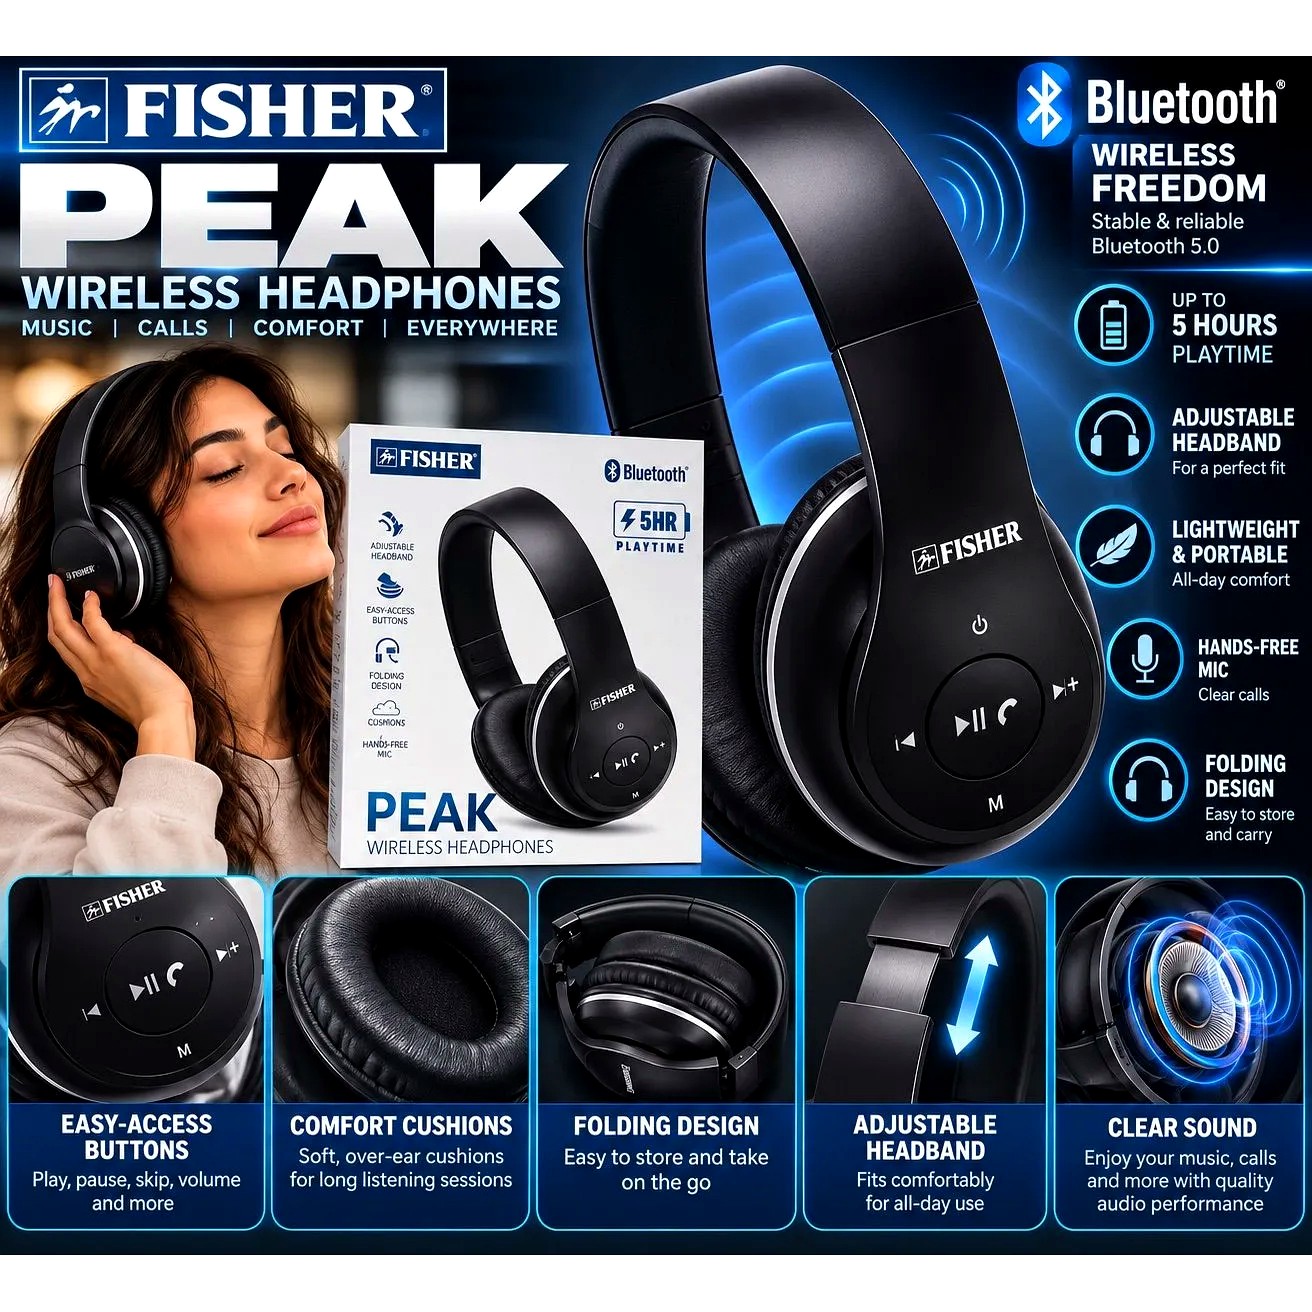 FISHER®
PEAK
WIRELESS HEADPHONES
MUSIC | CALLS | COMFORT | EVERYWHERE
Bluetooth®
WIRELESS
FREEDOM
Stable & reliable
Bluetooth 5.0
UP TO
5 HOURS
PLAYTIME
ADJUSTABLE
HEADBAND
For a perfect fit
LIGHTWEIGHT
& PORTABLE
All-day comfort
HANDS-FREE
MIC
Clear calls
FOLDING
DESIGN
Easy to store
and carry
FISHER
FISHER
M
FISHER®
Bluetooth®
5HR
PLAYTIME
ADJUSTABLE
HEADBAND
EASY-ACCESS
BUTTONS
FOLDING
DESIGN
CUSHIONS
HANDS-FREE
MIC
FISHER
M
PEAK
WIRELESS HEADPHONES
FISHER
M
EASY-ACCESS
BUTTONS
Play, pause, skip, volume
and more
COMFORT CUSHIONS
Soft, over-ear cushions
for long listening sessions
FOLDING DESIGN
Easy to store and take
on the go
ADJUSTABLE
HEADBAND
Fits comfortably
for all-day use
CLEAR SOUND
Enjoy your music, calls
and more with quality
audio performance